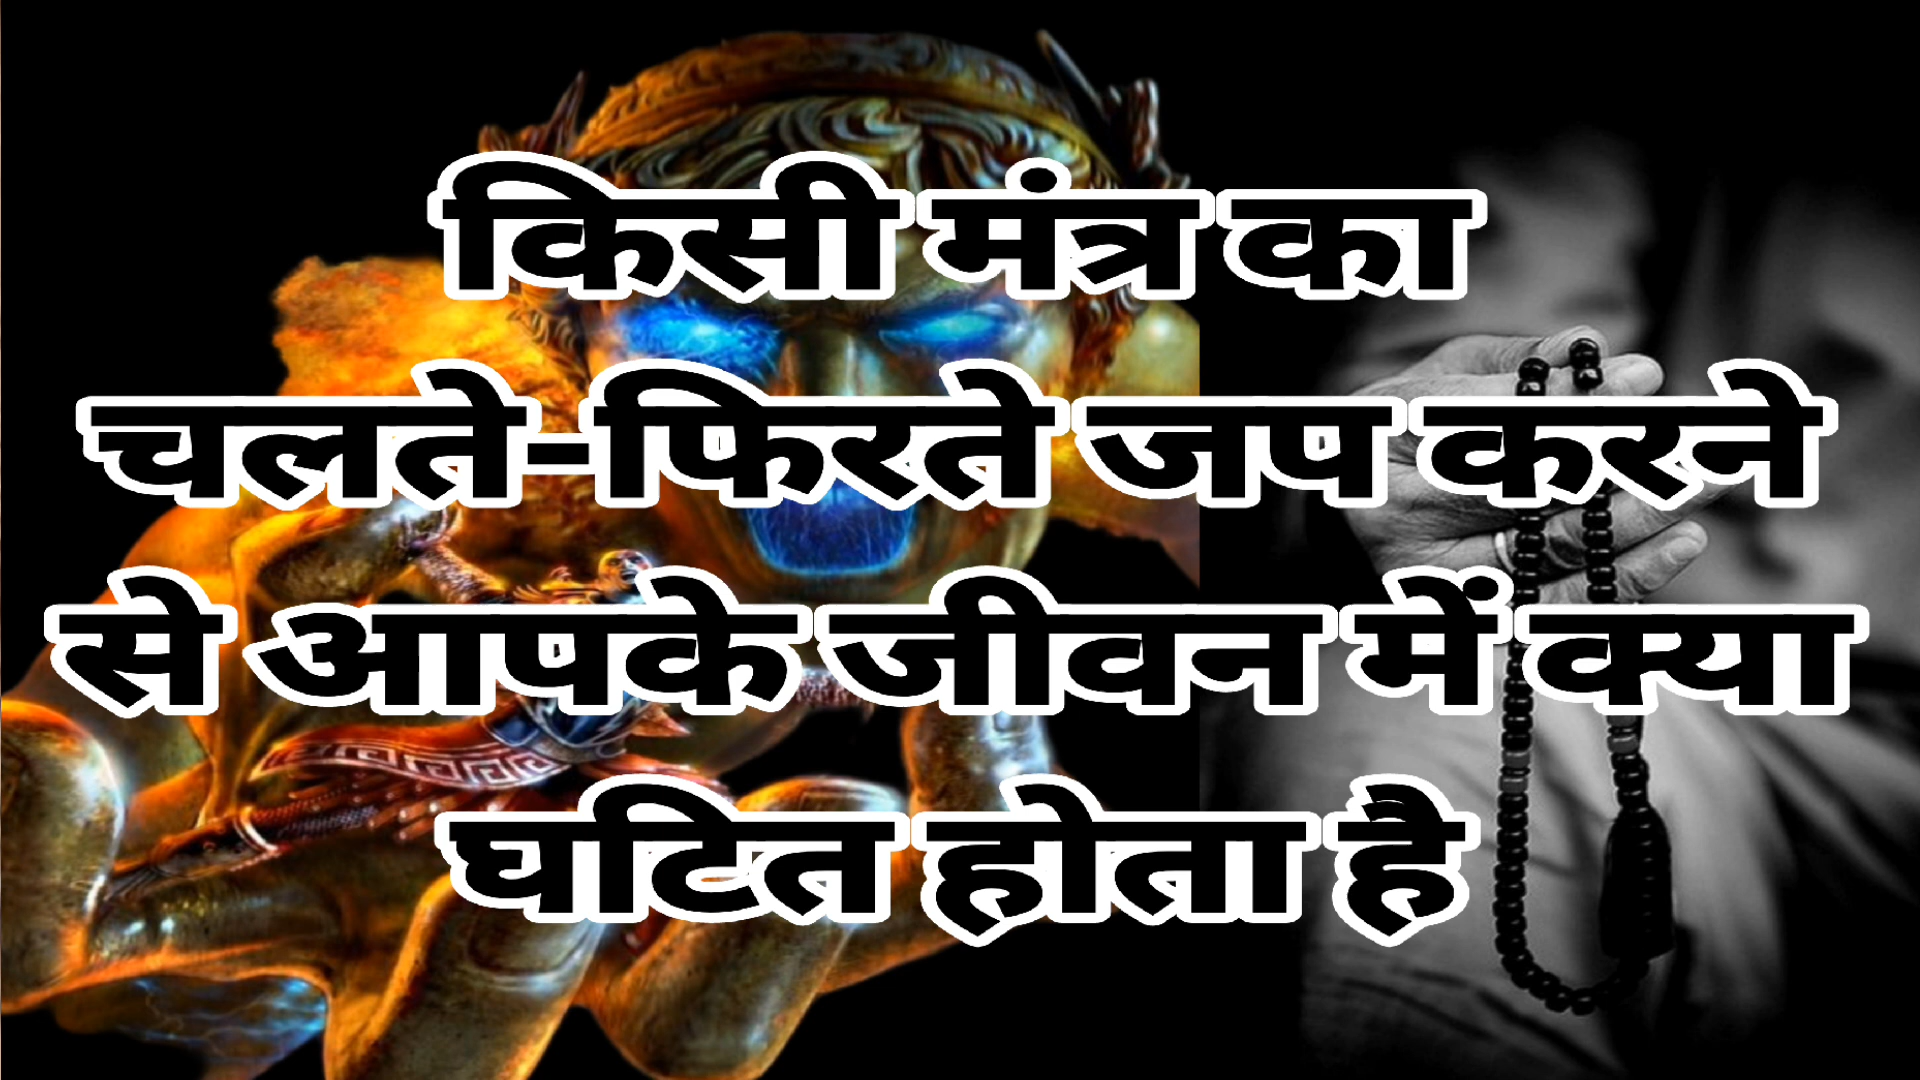 किसी मंत्र का
चलते-फिरते जप करने
से आपके जीवन में क्या
घटित होता है